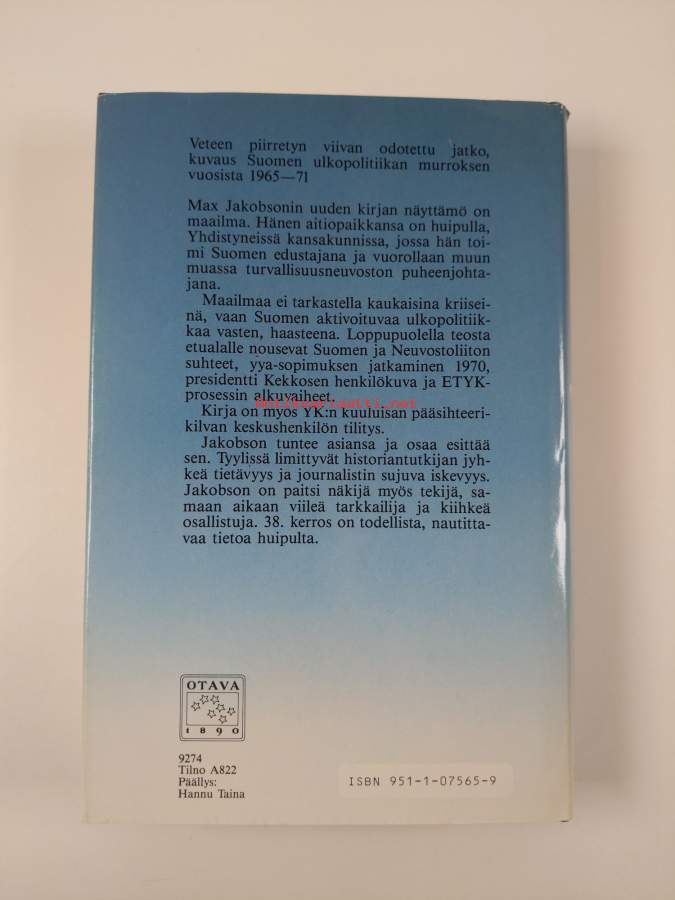 Veteen piirretyn viivan odotettu jatko,
kuvaus Suomen ulkopolitiikan murroksen
vuosista 1965—71
Max Jakobsonin uuden kirjan näyttämö on
maailma. Hänen aitiopaikkansa on huipulla,
Yhdistyneissä kansakunnissa, jossa hän toi-
mi Suomen edustajana ja vuorollaan muun
muassa turvallisuusneuvoston puheenjohta-
jana.
Maailmaa ei tarkastella kaukaisina kriisei-
nä, vaan Suomen aktivoituvaa ulkopolitiik-
kaa vasten, haasteena. Loppupuolella teosta
etualalle nousevat Suomen ja Neuvostoliiton
suhteet, yya-sopimuksen jatkaminen 1970,
presidentti Kekkosen henkilökuva ja ETYK-
prosessin alkuvaiheet.
antikvariaatti.net
Kirja on myös YK:n kuuluisan pääsihteeri-
kilvan keskushenkilön tilitys.
Jakobson tuntee asiansa ja osaa esittää
sen. Tyylissä limittyvät historiantutkijan jyh-
keä tietävyys ja journalistin sujuva iskevyys.
Jakobson on paitsi näkijä myös tekijä, sa-
maan aikaan viileä tarkkailija ja kiihkeä
osallistuja. 38. kerros on todellista, nautitta-
vaa tietoa huipulta.
OTAVA
1890
9274
Tilno A822
Päällys:
Hannu Taina
ISBN 951-1-07565-9